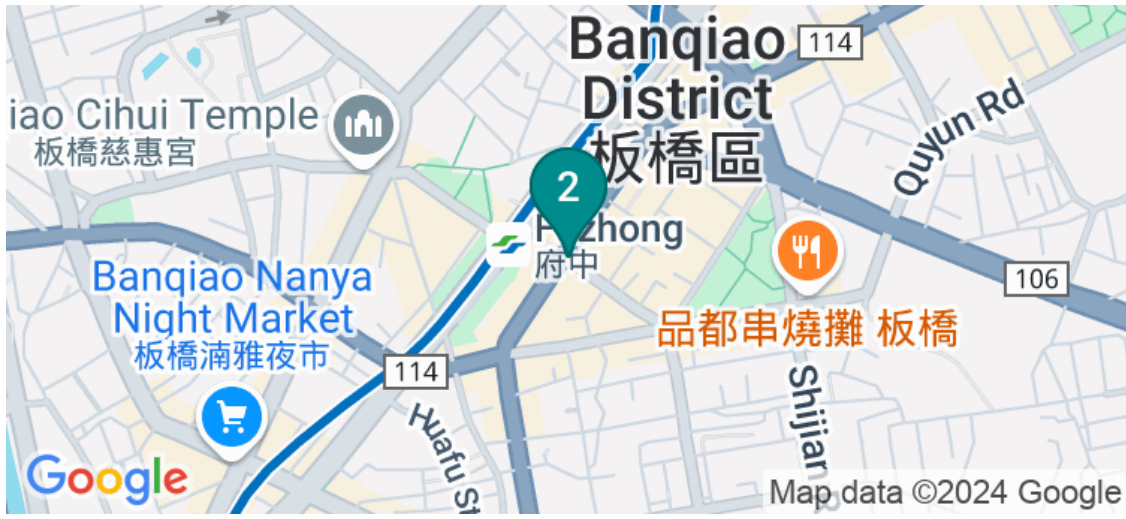 Banqiao
District
板橋區
114
Quyun Rd
iao Cihui Temple
板橋慈惠宮
2
zhong
府中
106
Banqiao Nanya
Night Market
板橋湳雅夜市
品都串燒攤 板橋
114
Huafu St
Shijian
Google
Map data ©2024 Google